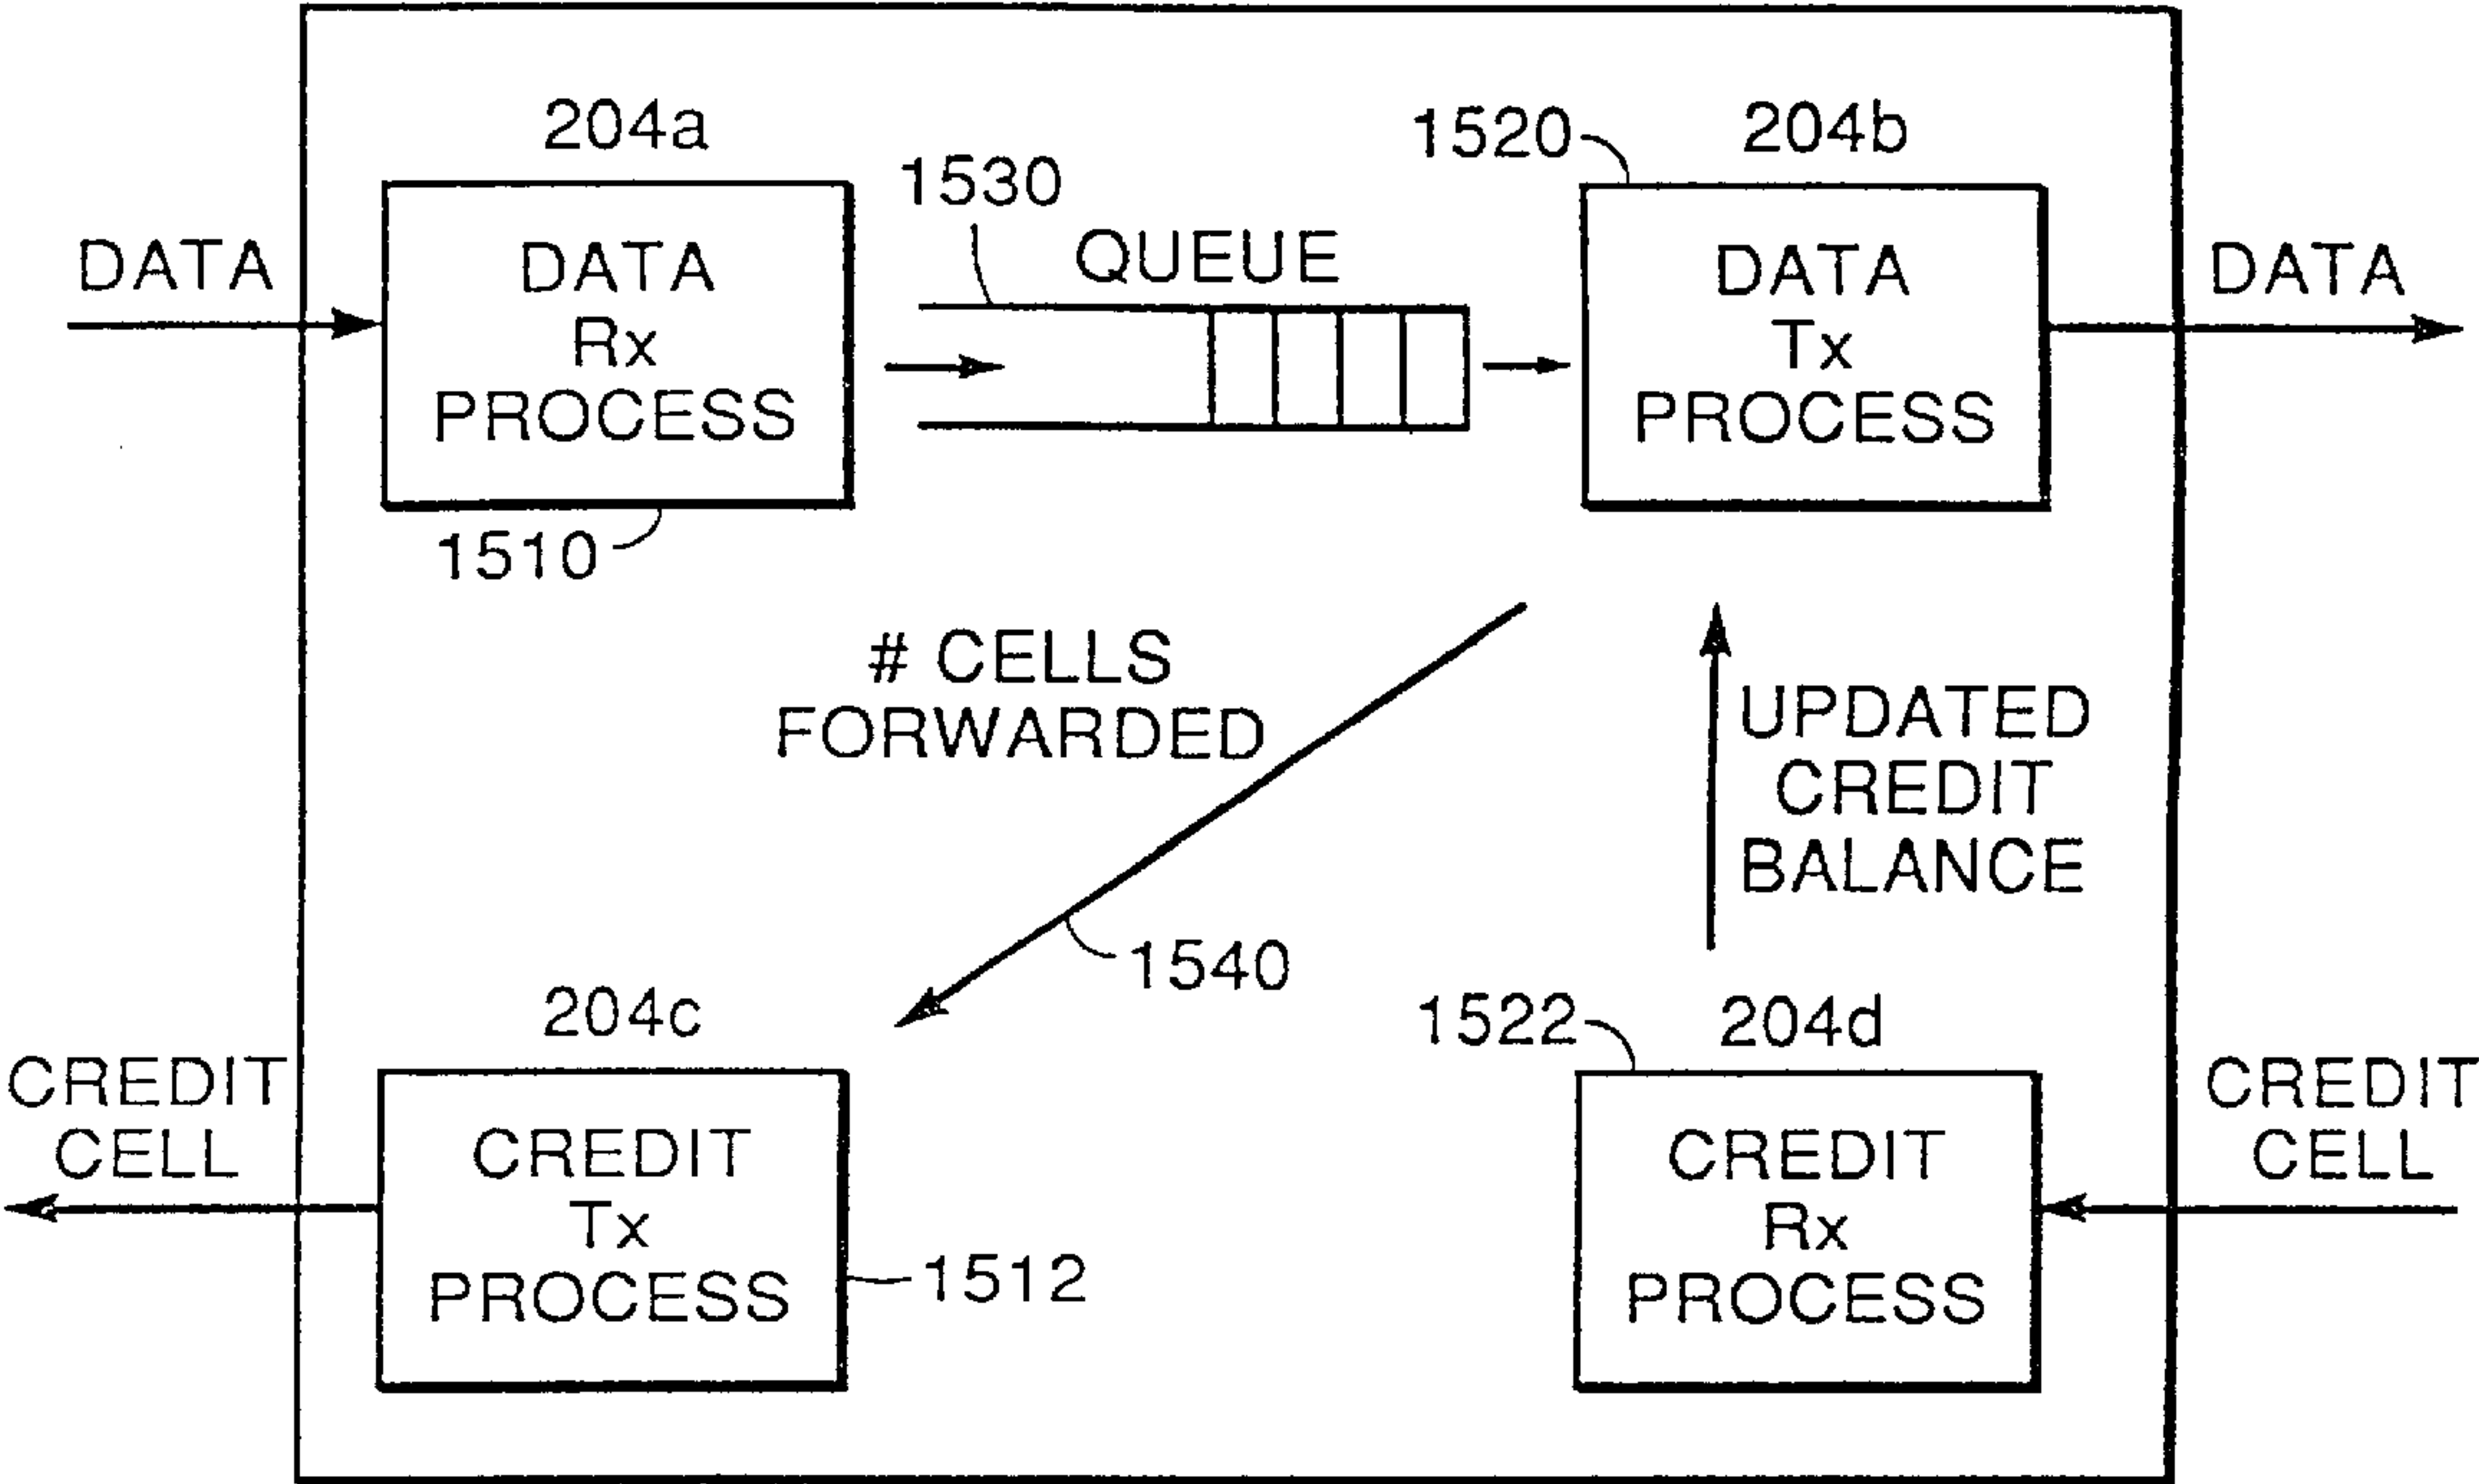 204a
1520
204b
1530
DATA
DATA
Rx
PROCESS
QUEUE
DATA
Tx
PROCESS
DATA
1510
# CELLS
FORWARDED
UPDATED
CREDIT
BALANCE
1540
204c
1522
204d
CREDIT
CELL
CREDIT
Tx
PROCESS
1512
CREDIT
Rx
PROCESS
CREDIT
CELL